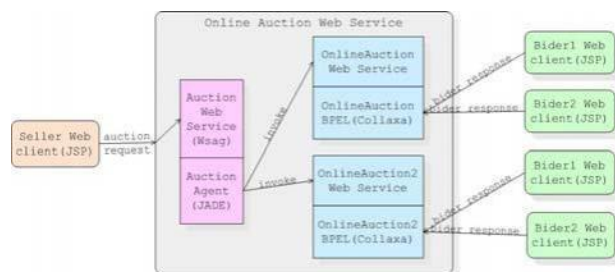 Online Auction Web Service
Seller Web
client(JSP)
auction
request
Auction
Web
Service
(Wsag)
Auction
Agent
(JADE)
invoke
invoke
OnlineAuction
Web Service
OnlineAuction
BPEL(Collaxa)
OnlineAuction2
Web Service
OnlineAuction2
BPEL(Collaxa)
bider response
bider response
bider response
bider response
Bider1 Web
client(JSP)
Bider2 Web
client(JSP)
Bider1 Web
client(JSP)
Bider2 Web
client(JSP)